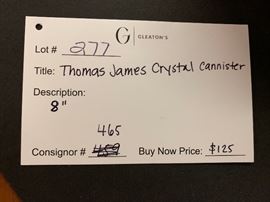 G | GLEATON'S
Lot # 277
Title: Thomas James Crystal Cannister
Description:
8"
465
Consignor # 459 Buy Now Price: $125